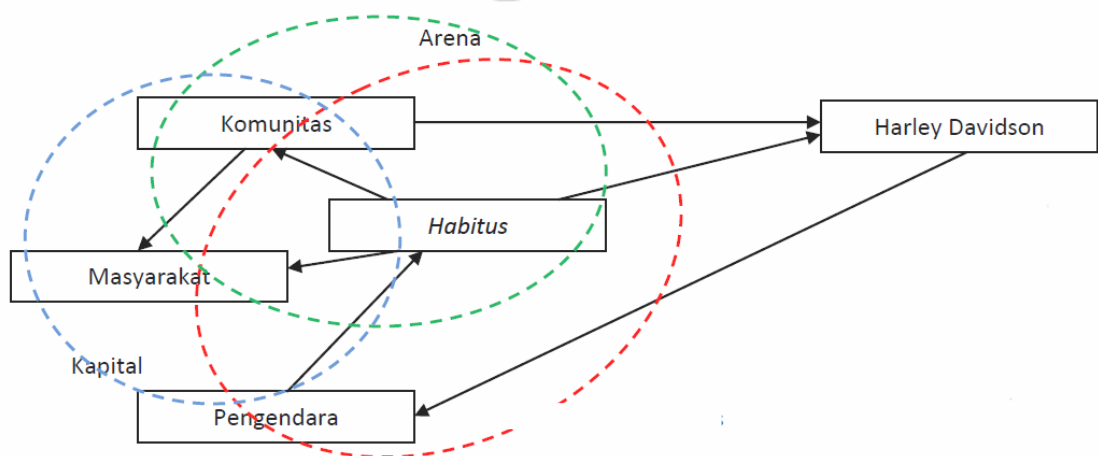 Arena
Komunitas
Harley Davidson
Habitus
Masyarakat
Kapital
Pengendara